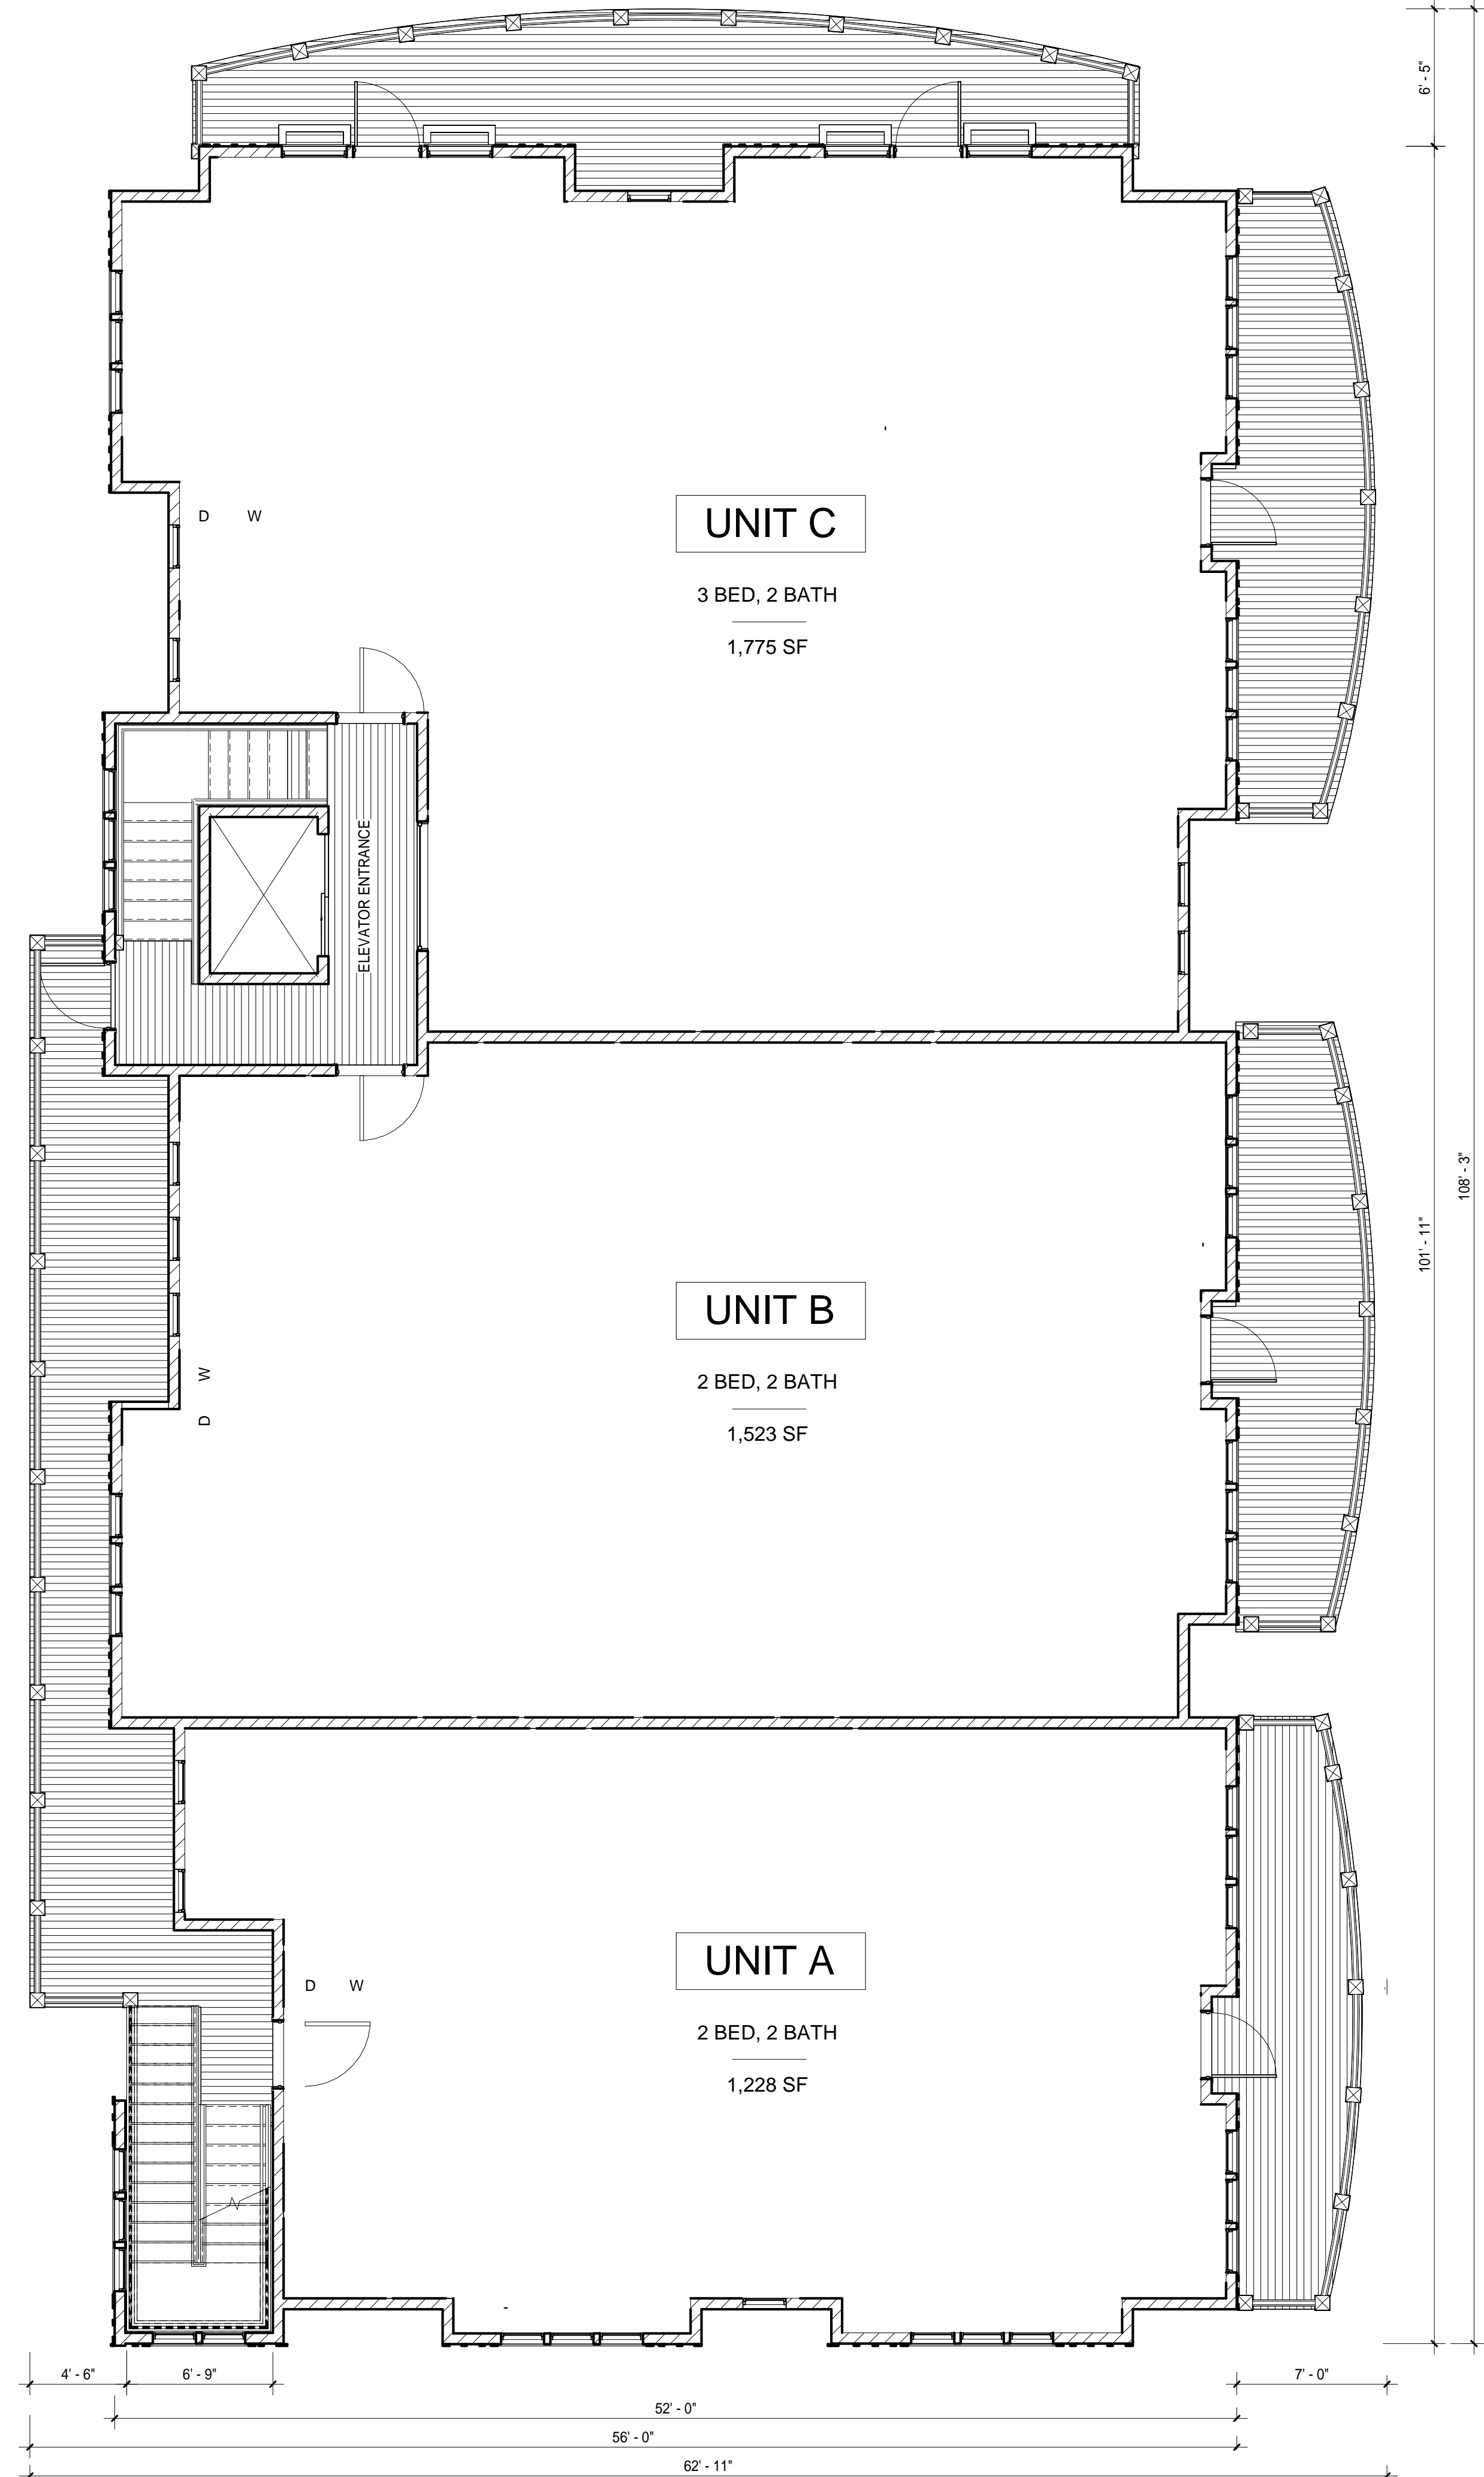 6' - 5"
UNIT C
D W
3 BED, 2 BATH
1,775 SF
ELEVATOR ENTRANCE
108' - 3"
101' - 11"
UNIT B
2 BED, 2 BATH
D W
1,523 SF
UNIT A
D W
2 BED, 2 BATH
1,228 SF
4' - 6"
6' - 9"
7' - 0"
52' - 0"
56' - 0"
62' - 11"